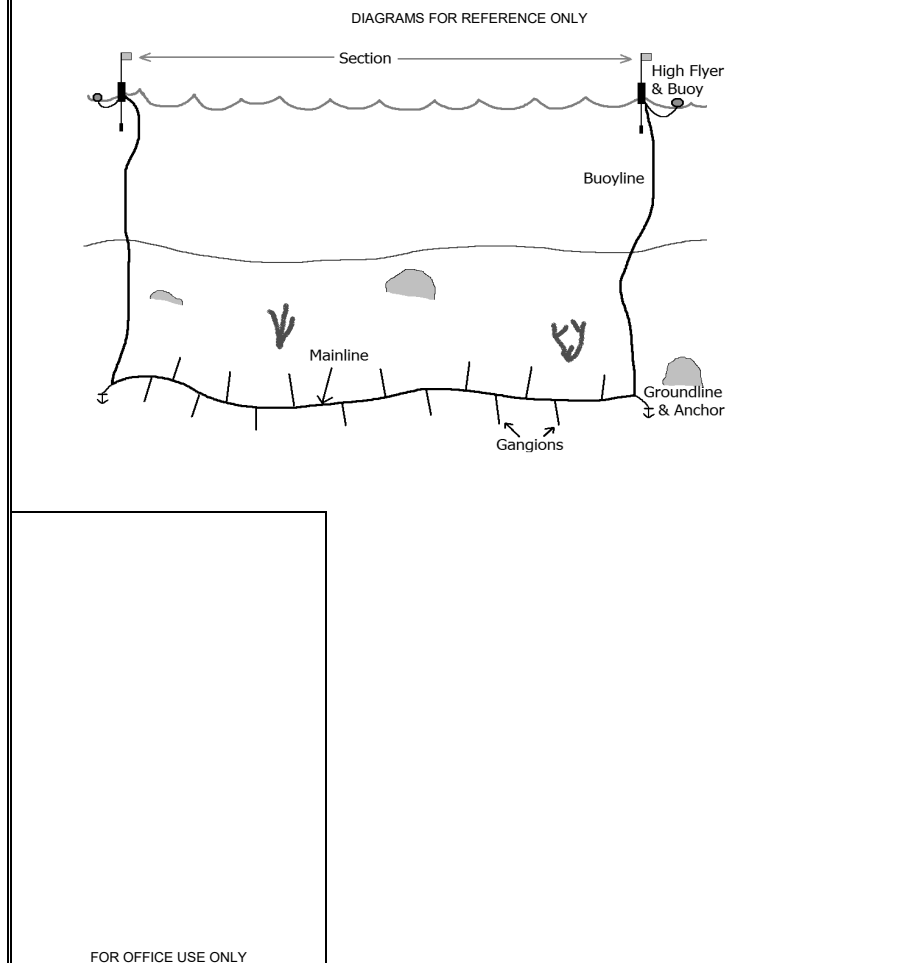 DIAGRAMS FOR REFERENCE ONLY
Section
High Flyer
& Buoy
Buoyline
Mainline
Groundline
& Anchor
Gangions
FOR OFFICE USE ONLY